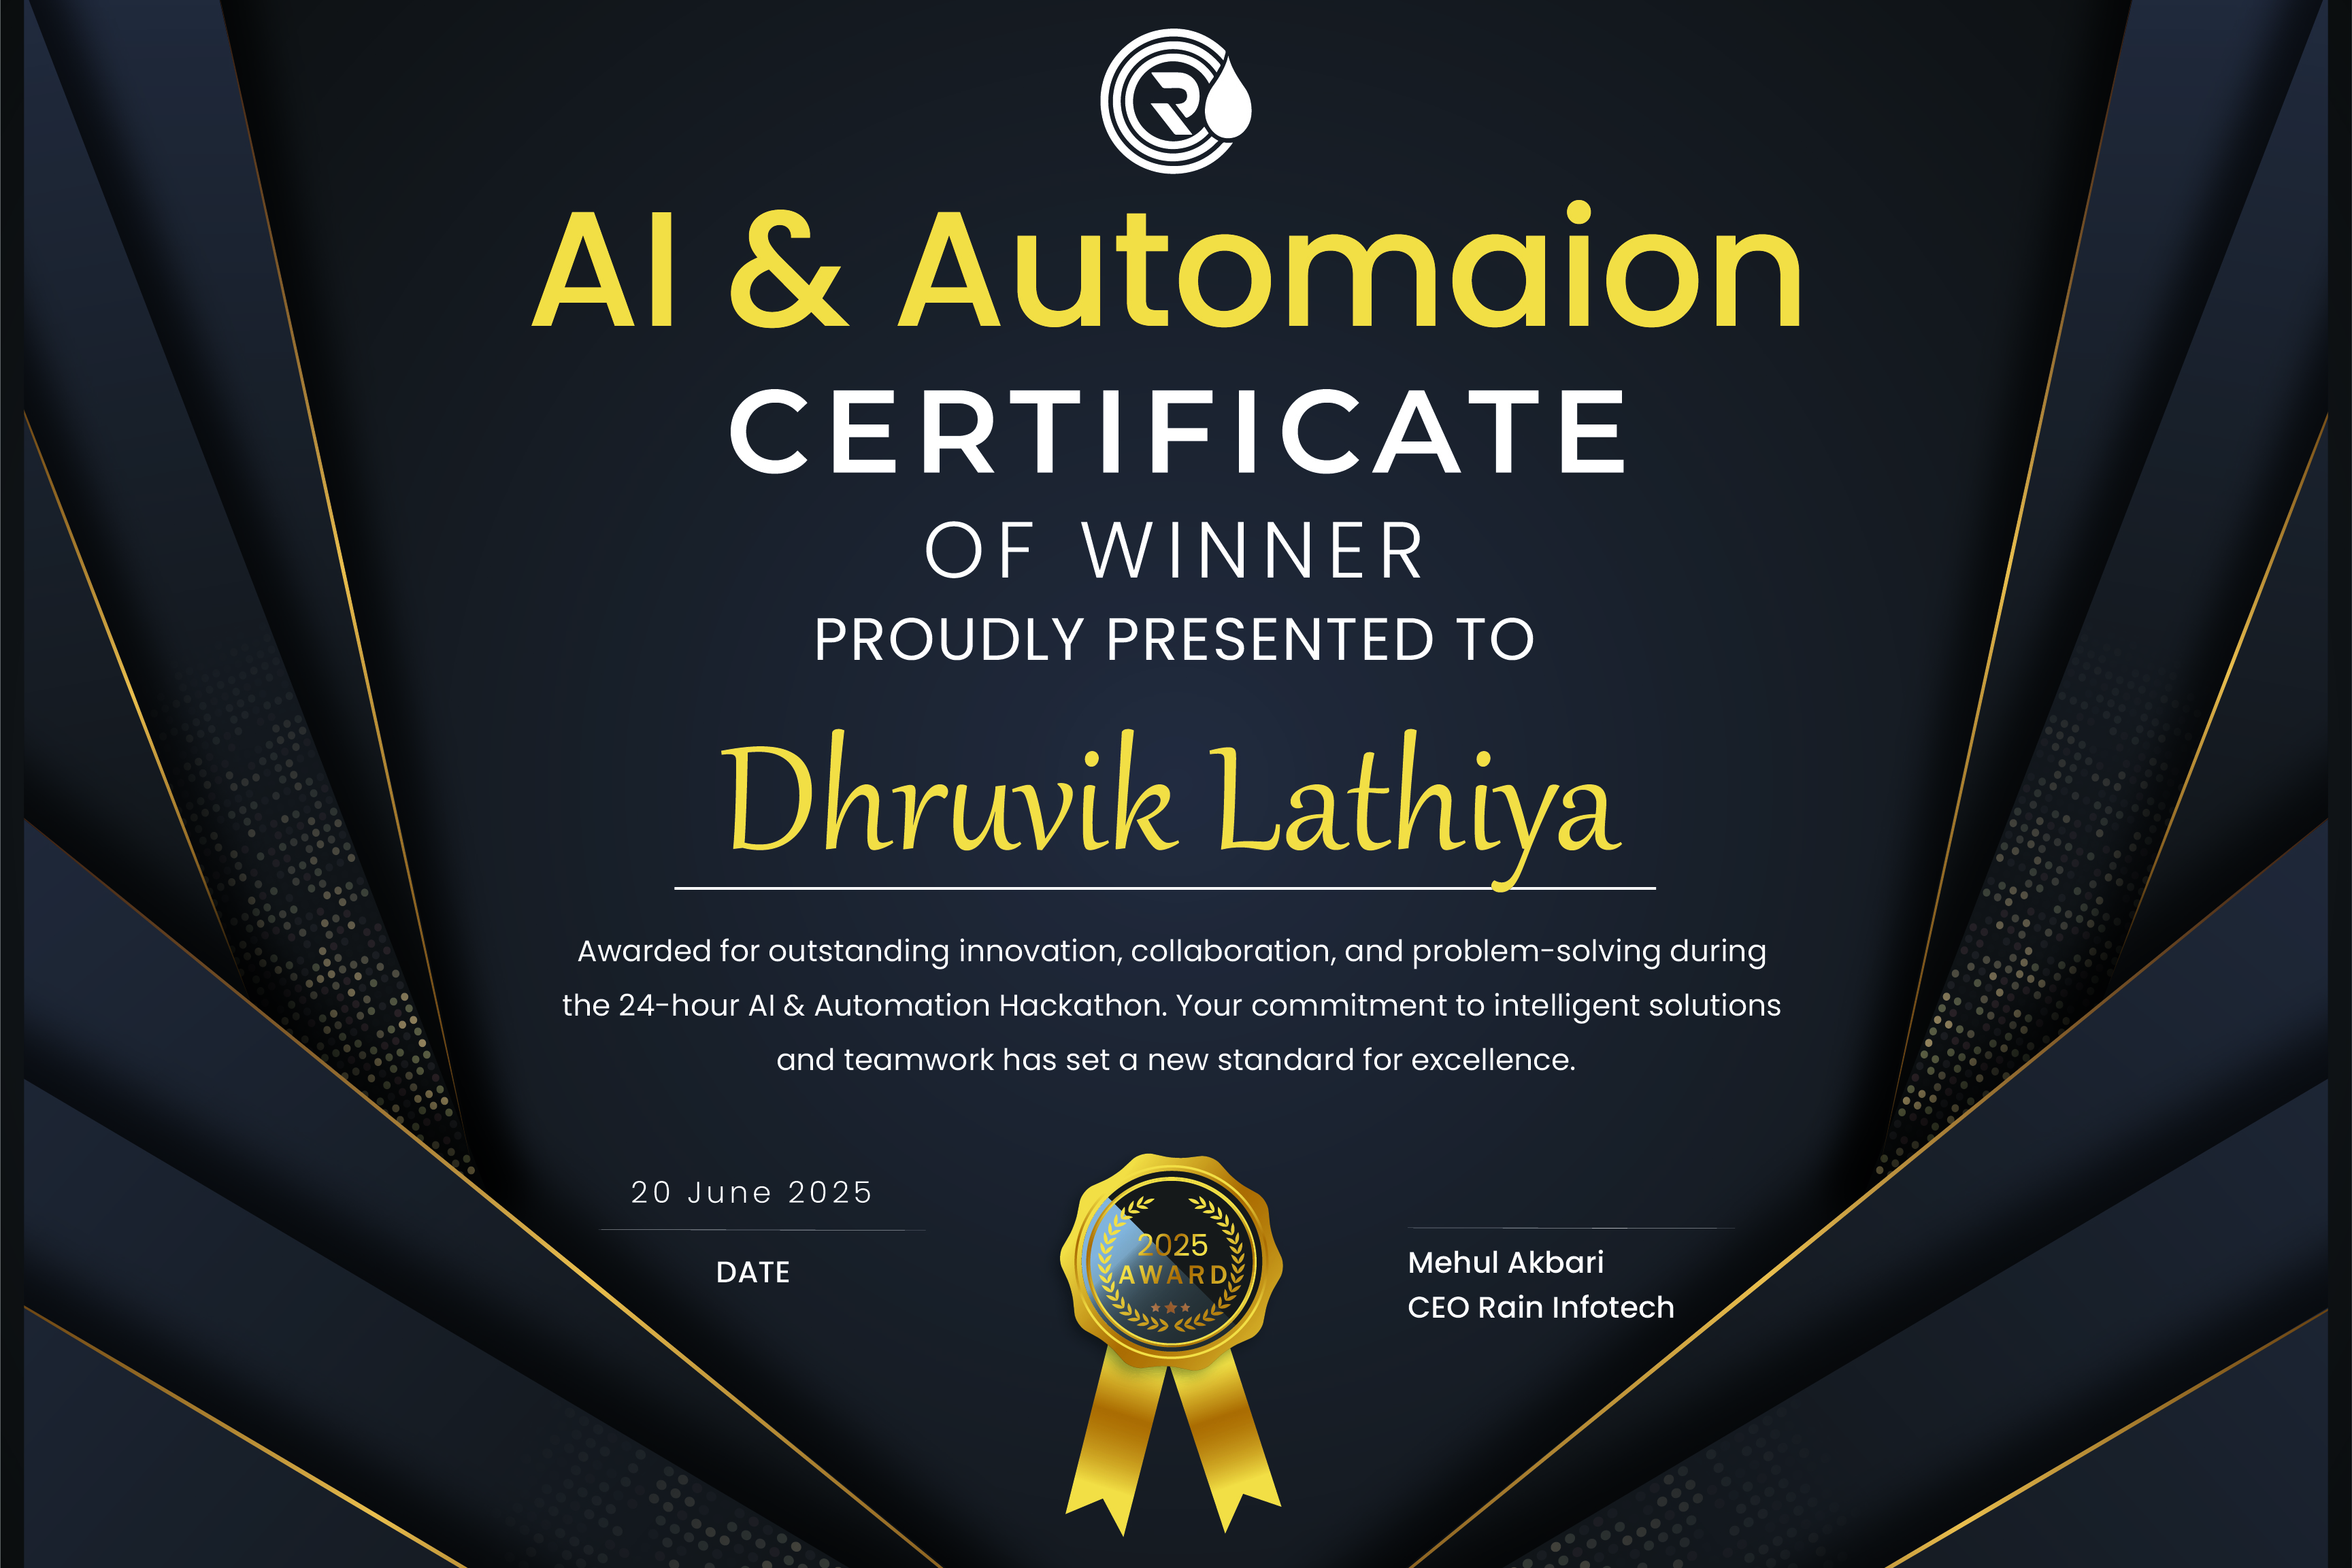 R
AI & Automaion
CERTIFICATE
OF WINNER
PROUDLY PRESENTED TO
Dhruvik Lathiya
Awarded for outstanding innovation, collaboration, and problem-solving during
the 24-hour AI & Automation Hackathon. Your commitment to intelligent solutions
and teamwork has set a new standard for excellence.
20 June 2025
DATE
2025
AWARD
Mehul Akbari
CEO Rain Infotech